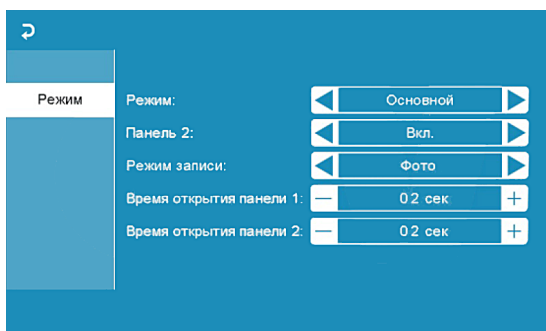 Режим
Режим: Основной
Панель 2: Вкл.
Режим записи: Фото
Время открытия панели 1: 02 сек
Время открытия панели 2: 02 сек